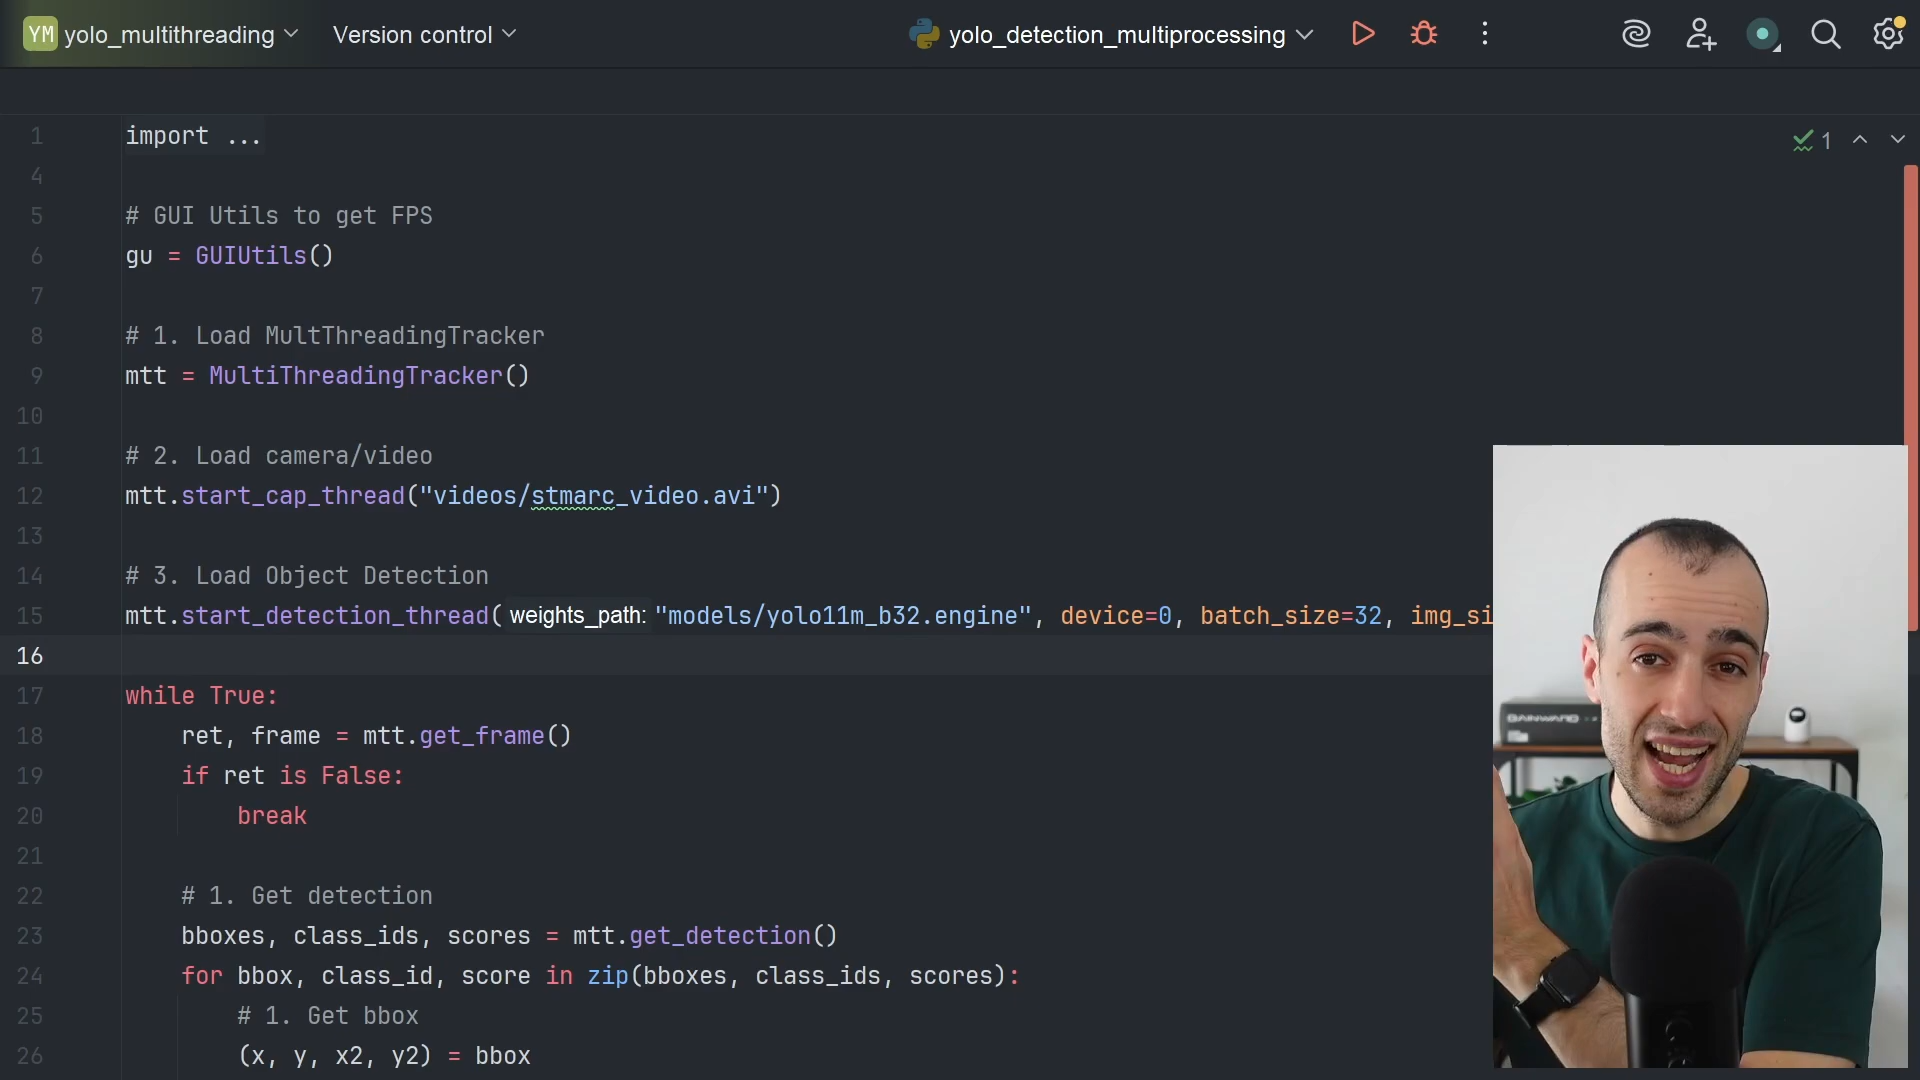 YM yolo_multithreading Version control yolo_detection_multiprocessing
1 import ... 1
4
5 # GUI Utils to get FPS
6 gu = GUIUtils()
7
8 # 1. Load MultThreadingTracker
9 mtt = MultiThreadingTracker()
10
11 # 2. Load camera/video
12 mtt.start_cap_thread("videos/stmarc_video.avi")
13
14 # 3. Load Object Detection
15 mtt.start_detection_thread( weights_path: "models/yolo11m_b32.engine", device=0, batch_size=32, img_si
16
17 while True:
18 ret, frame = mtt.get_frame()
19 if ret is False:
20 break
21
22 # 1. Get detection
23 bboxes, class_ids, scores = mtt.get_detection()
24 for bbox, class_id, score in zip(bboxes, class_ids, scores):
25 # 1. Get bbox
26 (x, y, x2, y2) = bbox
GAINWARD